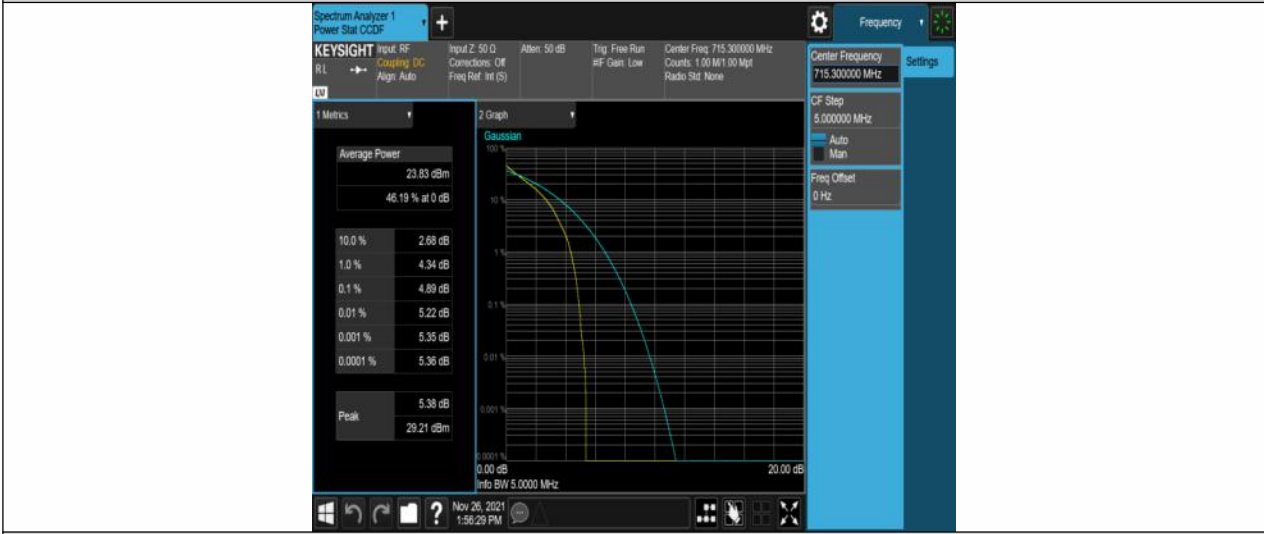 Spectrum Analyzer 1
Power Stat CCDF
Frequency
KEYSIGHT
Input: RF
Coupling: DC
Align: Auto
Input Z: 50 Ω
Corrections: Off
Freq Ref: Int (S)
Atten: 50 dB
Trig: Free Run
#IF Gain: Low
Center Freq: 715.300000 MHz
Counts: 1.00 M/1.00 Mpt
Radio Std: None
R L
Center Frequency
715.300000 MHz
Settings
CF Step
5.000000 MHz
Auto
Man
Freq Offset
0 Hz
1 Metrics
Average Power
23.83 dBm
46.19 % at 0 dB
10.0 % 2.68 dB
1.0 % 4.34 dB
0.1 % 4.89 dB
0.01 % 5.22 dB
0.001 % 5.35 dB
0.0001 % 5.36 dB
Peak
5.38 dB
29.21 dBm
2 Graph
Gaussian
100 %
10 %
1 %
0.1 %
0.01 %
0.001 %
0.0001 %
0.00 dB
20.00 dB
Info BW 5.0000 MHz
?
Nov 26, 2021
1:56:29 PM